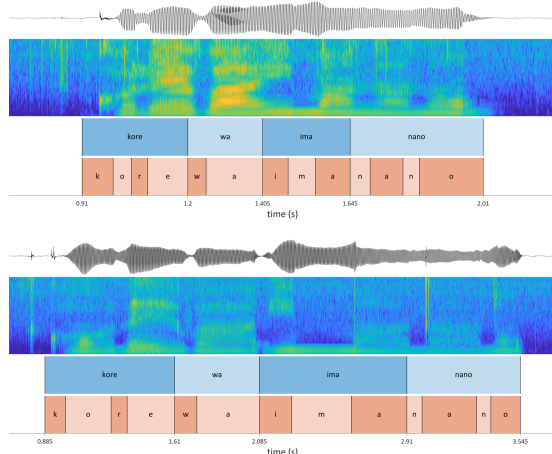 kore wa ima nano
k o r e w a i m a n a n o
0.91 1.2 1.405 1.645 2.01
time (s)
kore wa ima nano
k o r e w a i m a n a n o
0.885 1.61 2.085 2.91 3.545
time (s)